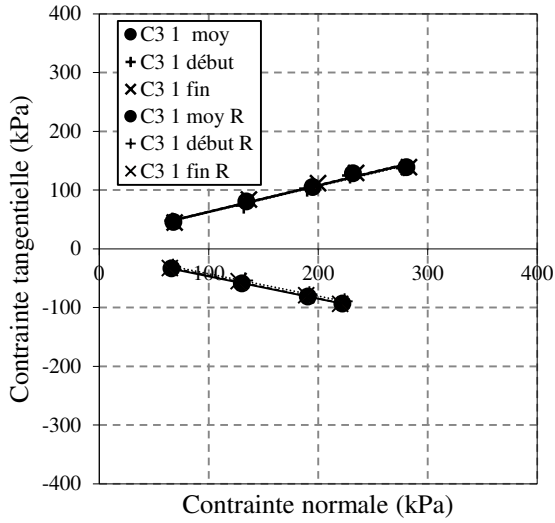 400
300
200
100
0
-100
-200
-300
-400
0
100
200
300
400
Contrainte tangentielle (kPa)
Contrainte normale (kPa)
C3 1 moy
C3 1 début
C3 1 fin
C3 1 moy R
C3 1 début R
C3 1 fin R